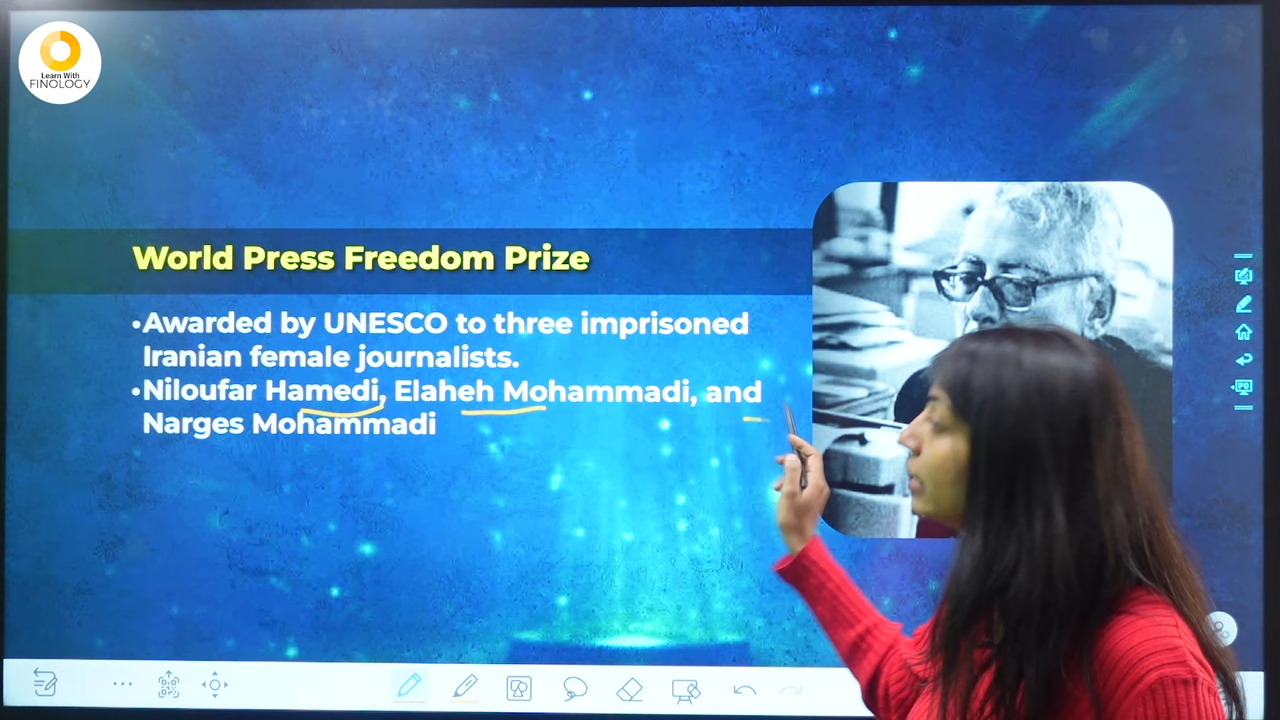 Learn With
FINOLOGY
World Press Freedom Prize
•Awarded by UNESCO to three imprisoned
Iranian female journalists.
•Niloufar Hamedi, Elaheh Mohammadi, and
Narges Mohammadi